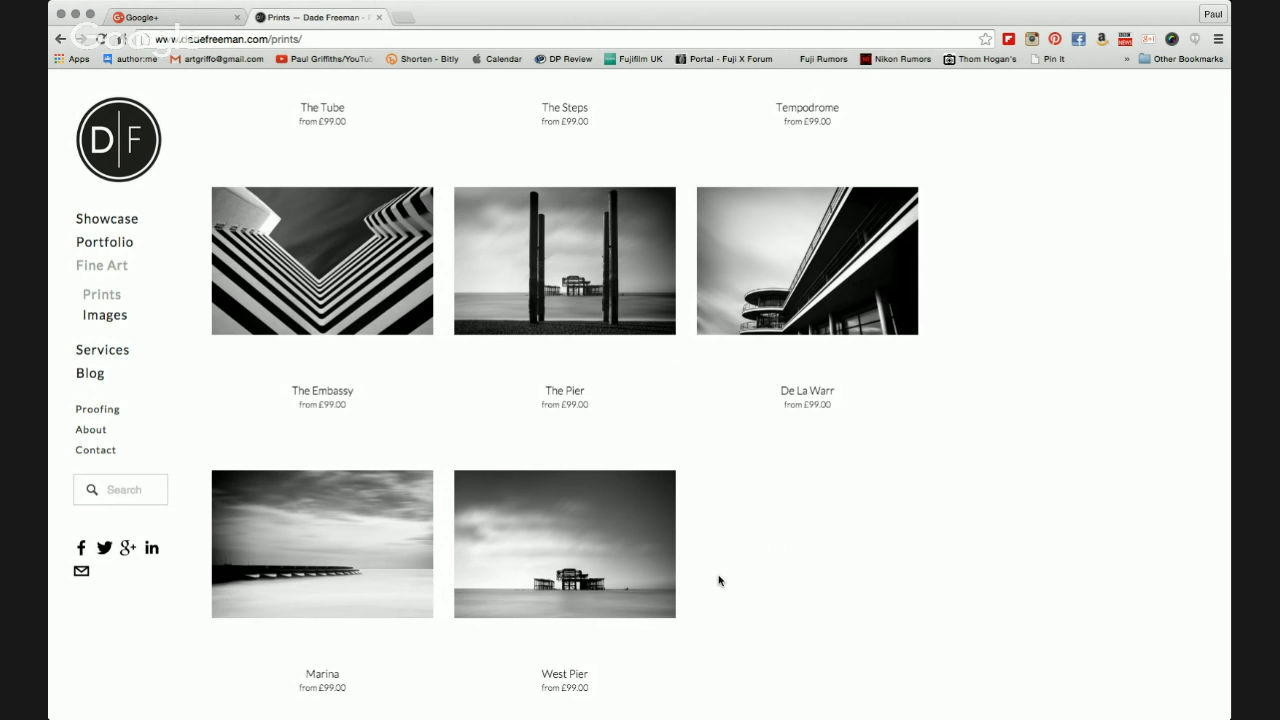 Google+
Prints — Dade Freeman - F
Paul
Google
www.dadefreeman.com/prints/
Apps
author:me
artgriffo@gmail.com
Paul Griffiths/YouTu
Shorten - Bitly
Calendar
DP Review
Fujifilm UK
Portal - Fuji X Forum
Fuji Rumors
Nikon Rumors
Thom Hogan's
Pin It
»
Other Bookmarks
D|F
Showcase
Portfolio
Fine Art
Prints
Images
Services
Blog
Proofing
About
Contact
Search
The Tube
from £99.00
The Steps
from £99.00
Tempodrome
from £99.00
The Embassy
from £99.00
The Pier
from £99.00
De La Warr
from £99.00
Marina
from £99.00
West Pier
from £99.00